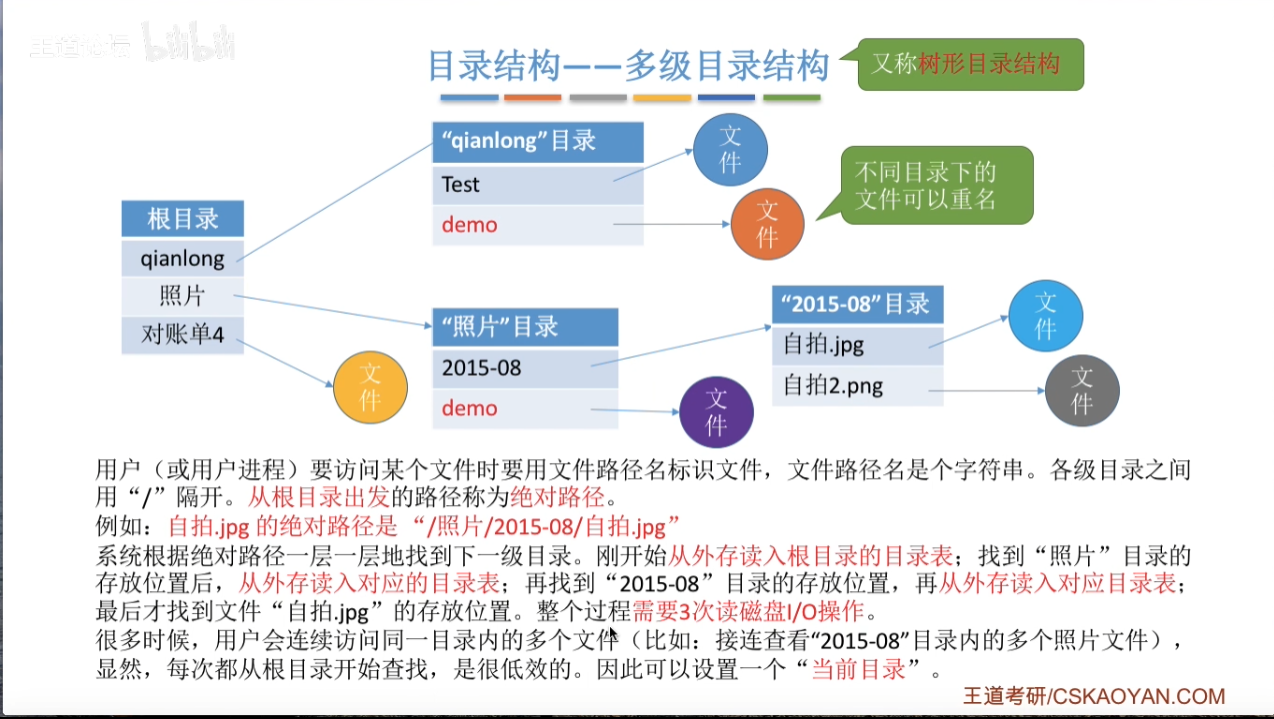 王道论坛 bilibili
目录结构——多级目录结构
又称树形目录结构
“qianlong”目录
Test
demo
文
件
文
件
不同目录下的
文件可以重名
根目录
qianlong
照片
对账单4
文
件
“照片”目录
2015-08
demo
文
件
“2015-08”目录
自拍.jpg
自拍2.png
文
件
文
件
用户（或用户进程）要访问某个文件时要用文件路径名标识文件，文件路径名是个字符串。各级目录之间
用“/”隔开。从根目录出发的路径称为绝对路径。
例如：自拍.jpg 的绝对路径是 “/照片/2015-08/自拍.jpg”
系统根据绝对路径一层一层地找到下一级目录。刚开始从外存读入根目录的目录表；找到“照片”目录的
存放位置后，从外存读入对应的目录表；再找到“2015-08”目录的存放位置，再从外存读入对应目录表；
最后才找到文件“自拍.jpg”的存放位置。整个过程需要3次读磁盘I/O操作。
很多时候，用户会连续访问同一目录内的多个文件（比如：接连查看“2015-08”目录内的多个照片文件），
显然，每次都从根目录开始查找，是很低效的。因此可以设置一个“当前目录”。
王道考研/CSKAOYAN.COM